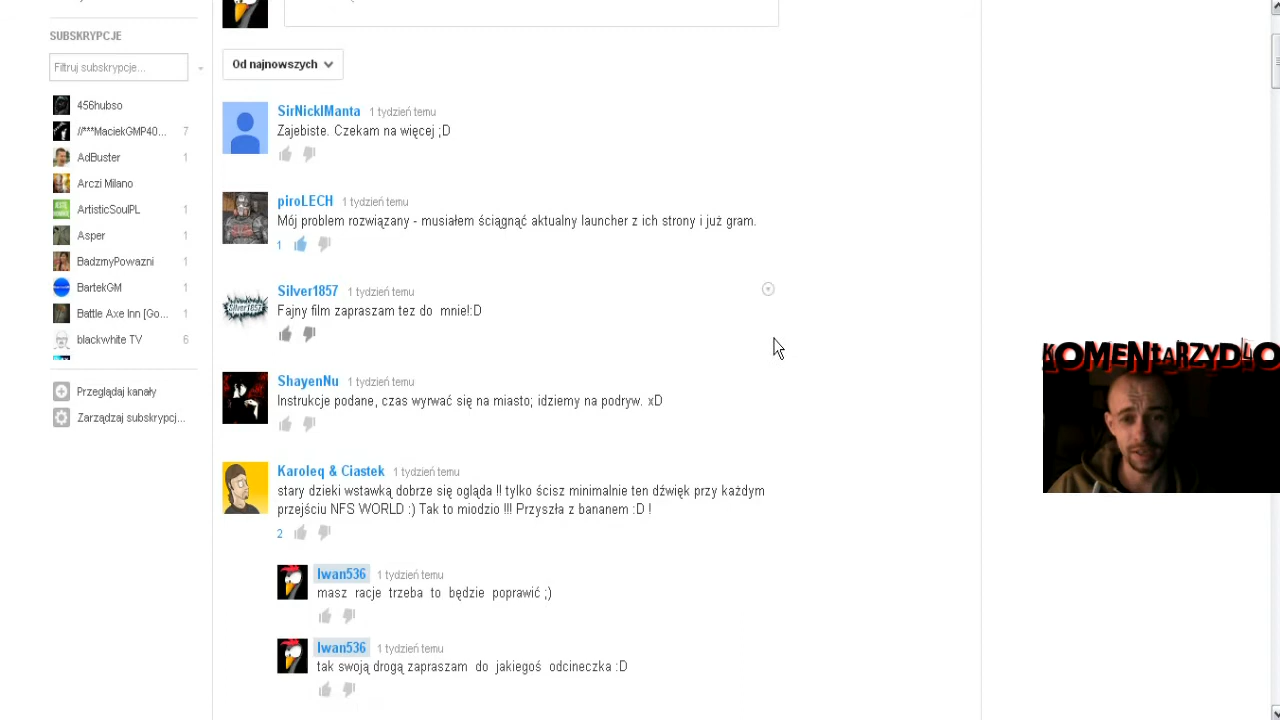 SUBSKRYPCJE
Filtruj subskrypcje...
456hubso
//***MaciekGMP40... 7
AdBuster 1
Arczi Milano
ArtisticSoulPL 1
Asper 1
BadzmyPowazni 1
BartekGM 1
Battle Axe Inn [Go... 1
blackwhite TV 6
Przeglądaj kanały
Zarządzaj subskrypcj...
Od najnowszych
SirNickIManta 1 tydzień temu
Zajebiste. Czekam na więcej ;D
piroLECH 1 tydzień temu
Mój problem rozwiązany - musiałem ściągnąć aktualny launcher z ich strony i już gram.
1
Silver1857 1 tydzień temu
Fajny film zapraszam tez do mnie!:D
ShayenNu 1 tydzień temu
Instrukcje podane, czas wyrwać się na miasto; idziemy na podryw. xD
Karoleq & Ciastek 1 tydzień temu
stary dzieki wstawką dobrze się ogląda !! tylko ścisz minimalnie ten dźwięk przy każdym
przejściu NFS WORLD :) Tak to miodzio !!! Przyszła z bananem :D !
2
Iwan536 1 tydzień temu
masz racje trzeba to będzie poprawić ;)
Iwan536 1 tydzień temu
tak swoją drogą zapraszam do jakiegoś odcineczka :D
KOMENtARZYDŁO